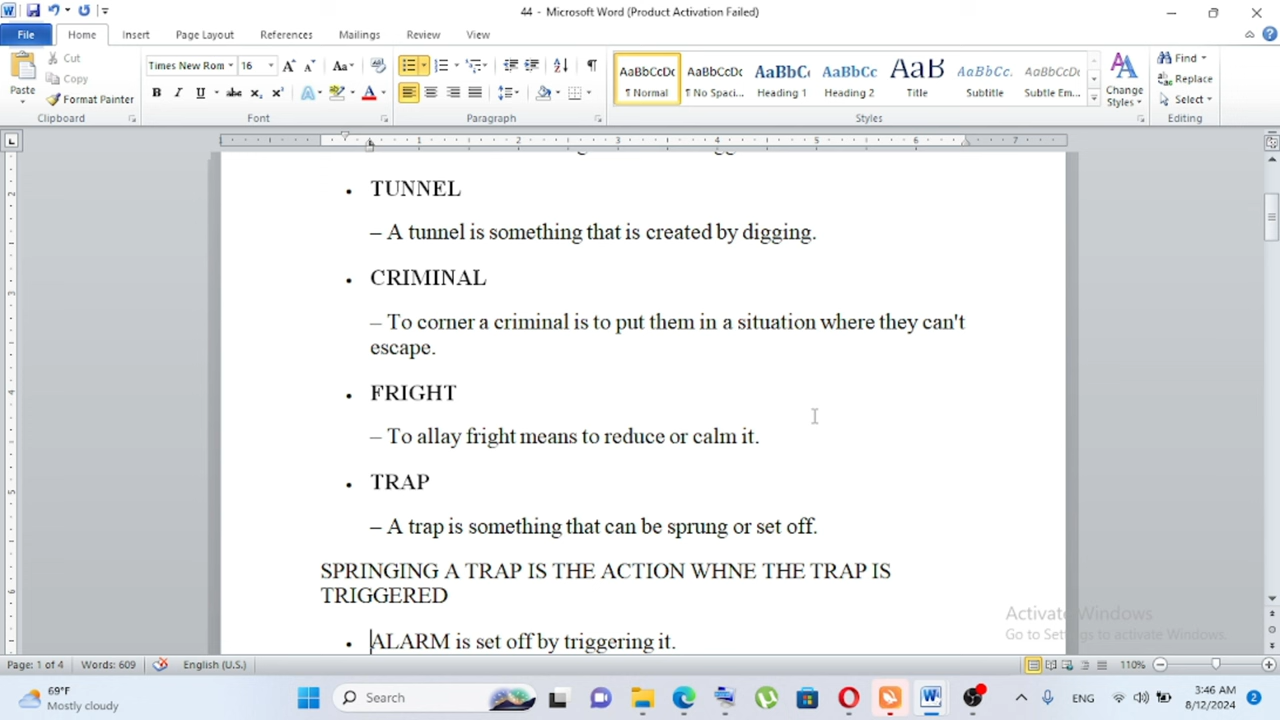 44 - Microsoft Word (Product Activation Failed)
File Home Insert Page Layout References Mailings Review View
Paste
Cut
Copy
Format Painter
Clipboard
Times New Rom 16
Font
Paragraph
AaBbCcDc AaBbCcDc AaBbC AaBbCc AaB AaBbCc. AaBbCcDc
¶ Normal ¶ No Spaci... Heading 1 Heading 2 Title Subtitle Subtle Em...
Styles
Change
Styles
Find
Replace
Select
Editing
• TUNNEL
– A tunnel is something that is created by digging.
• CRIMINAL
– To corner a criminal is to put them in a situation where they can't
escape.
• FRIGHT
– To allay fright means to reduce or calm it.
• TRAP
– A trap is something that can be sprung or set off.
SPRINGING A TRAP IS THE ACTION WHNE THE TRAP IS
TRIGGERED
• ALARM is set off by triggering it.
Activate Windows
Go to Settings to activate Windows.
Page: 1 of 4 Words: 609 English (U.S.) 110%
69°F
Mostly cloudy
Search
ENG
3:46 AM
8/12/2024
2